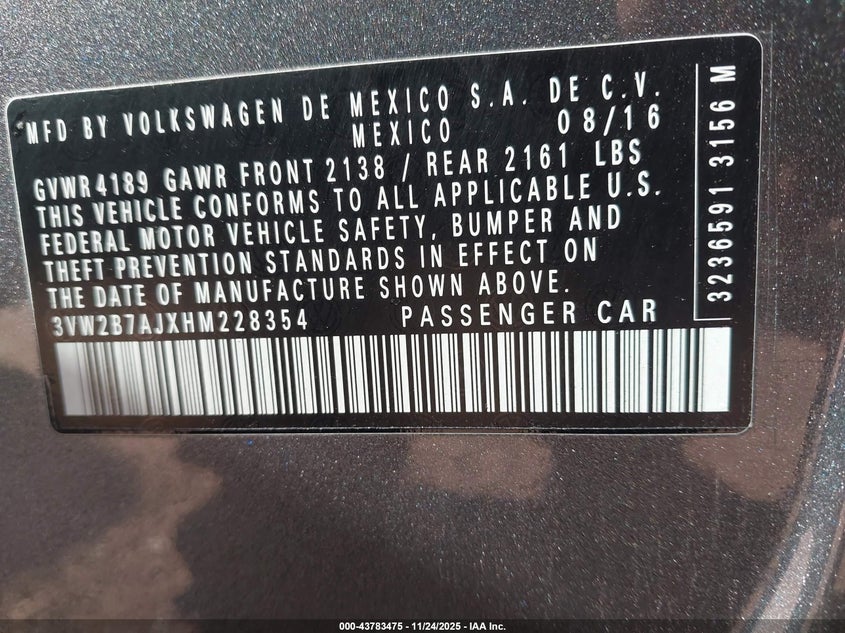 MFD BY VOLKSWAGEN DE MEXICO S.A. DE C.V.
MEXICO 08/16
GVWR 4189 GAWR FRONT 2138 / REAR 2161 LBS
THIS VEHICLE CONFORMS TO ALL APPLICABLE U.S.
FEDERAL MOTOR VEHICLE SAFETY, BUMPER AND
THEFT PREVENTION STANDARDS IN EFFECT ON
THE DATE OF MANUFACTURE SHOWN ABOVE.
3VW2B7AJXHM228354 PASSENGER CAR
3236591 3156 M
000-43783475 - 11/24/2025 - IAA Inc.